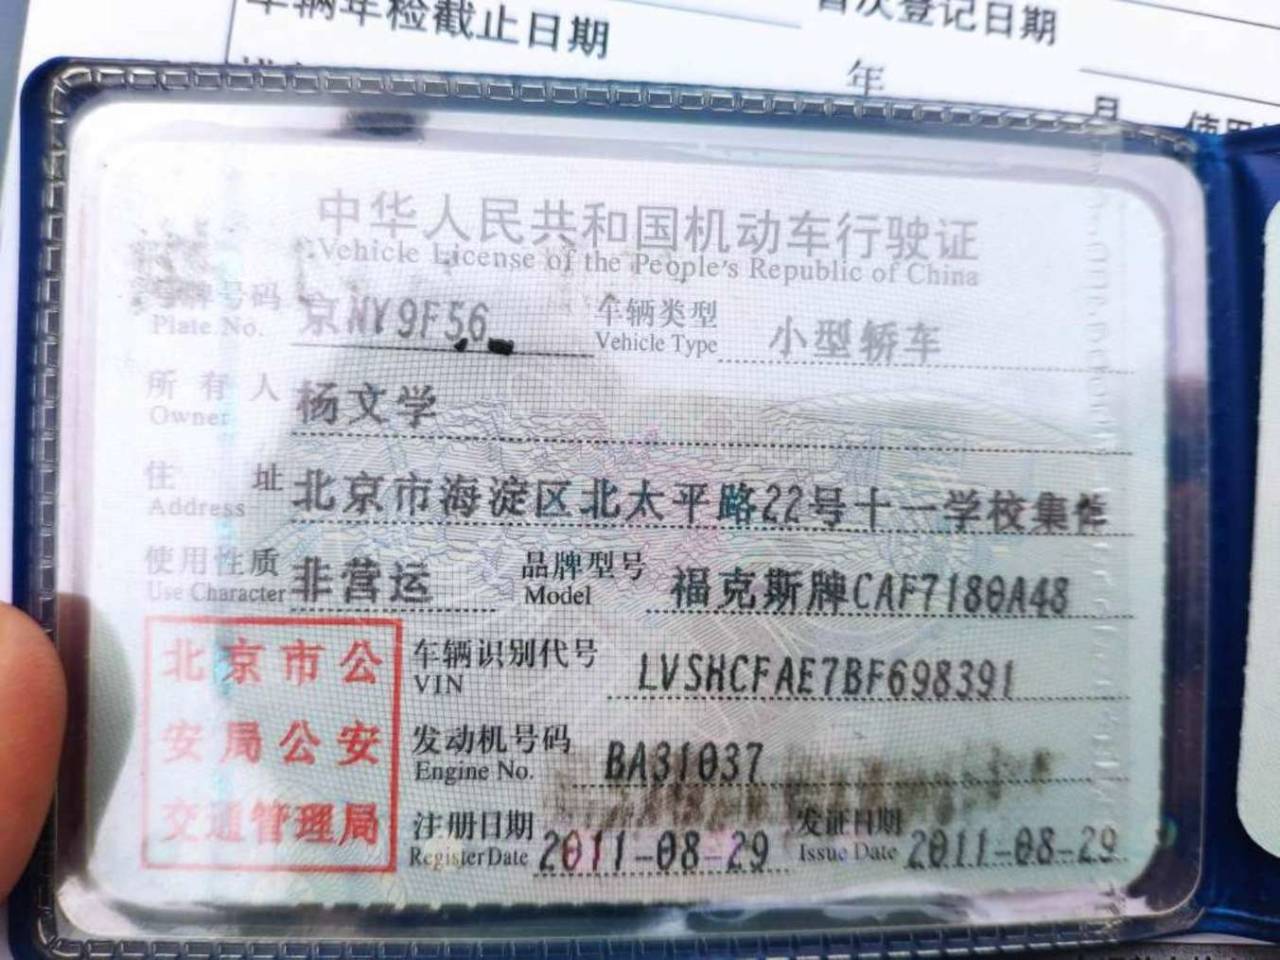 车辆年检截止日期
首次登记日期
年
月
使用
中华人民共和国机动车行驶证
Vehicle License of the People's Republic of China
号牌号码 京NY9F56 车辆类型 小型轿车
Plate No. Vehicle Type
所有人 杨文学
Owner
住址 北京市海淀区北太平路22号十一学校集体
Address
使用性质 非营运 品牌型号 福克斯牌CAF7180A48
Use Character Model
北京市公
安局公安
交通管理局
车辆识别代号 LVSHCFAE7BF698391
VIN
发动机号码 BA31037
Engine No.
注册日期 2011-08-29 发证日期 2011-08-29
Register Date Issue Date